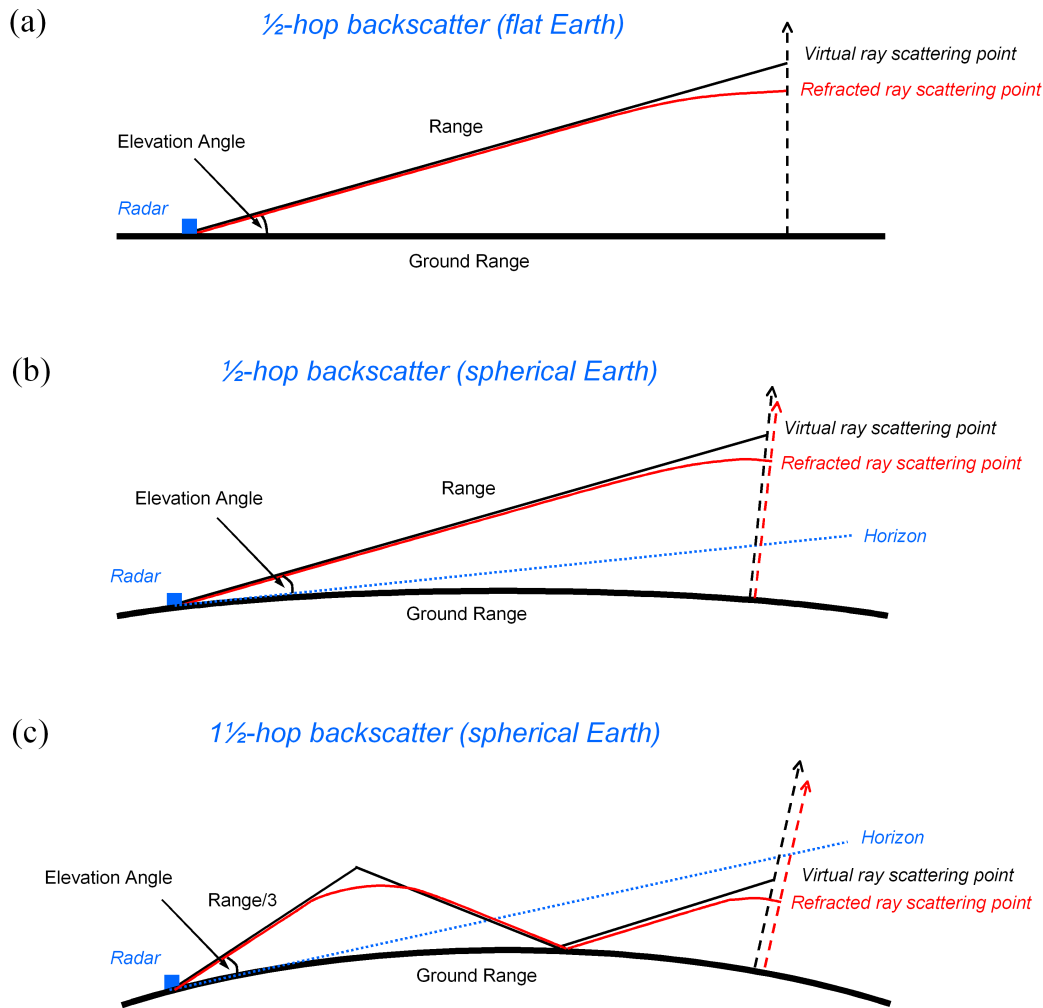 (a)
½-hop backscatter (flat Earth)
Virtual ray scattering point
Refracted ray scattering point
Range
Elevation Angle
Radar
Ground Range
(b)
½-hop backscatter (spherical Earth)
Virtual ray scattering point
Refracted ray scattering point
Range
Elevation Angle
Horizon
Radar
Ground Range
(c)
1½-hop backscatter (spherical Earth)
Horizon
Elevation Angle
Virtual ray scattering point
Range/3
Refracted ray scattering point
Radar
Ground Range